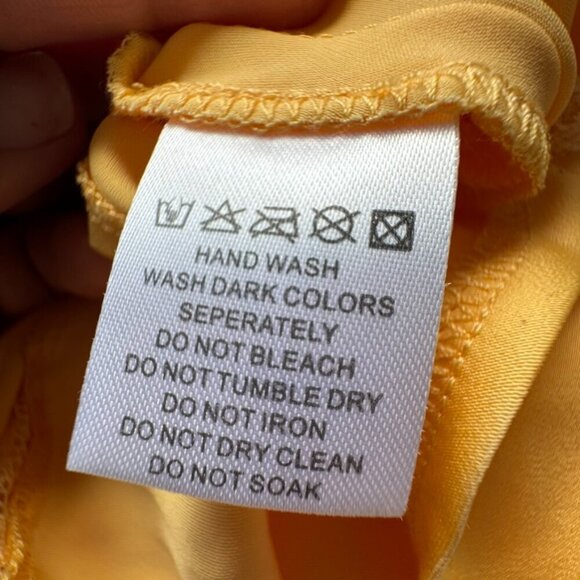 HAND WASH
WASH DARK COLORS
SEPERATELY
DO NOT BLEACH
DO NOT TUMBLE DRY
DO NOT IRON
DO NOT DRY CLEAN
DO NOT SOAK